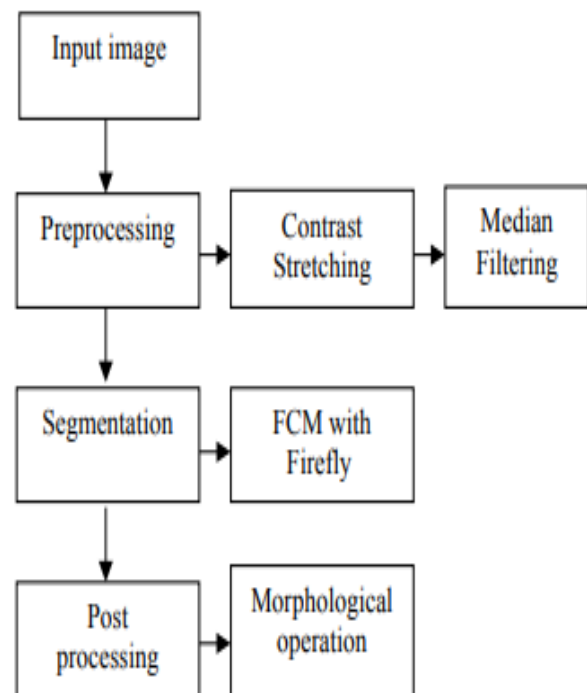 Input image
Preprocessing
Contrast
Stretching
Median
Filtering
Segmentation
FCM with
Firefly
Post
processing
Morphological
operation